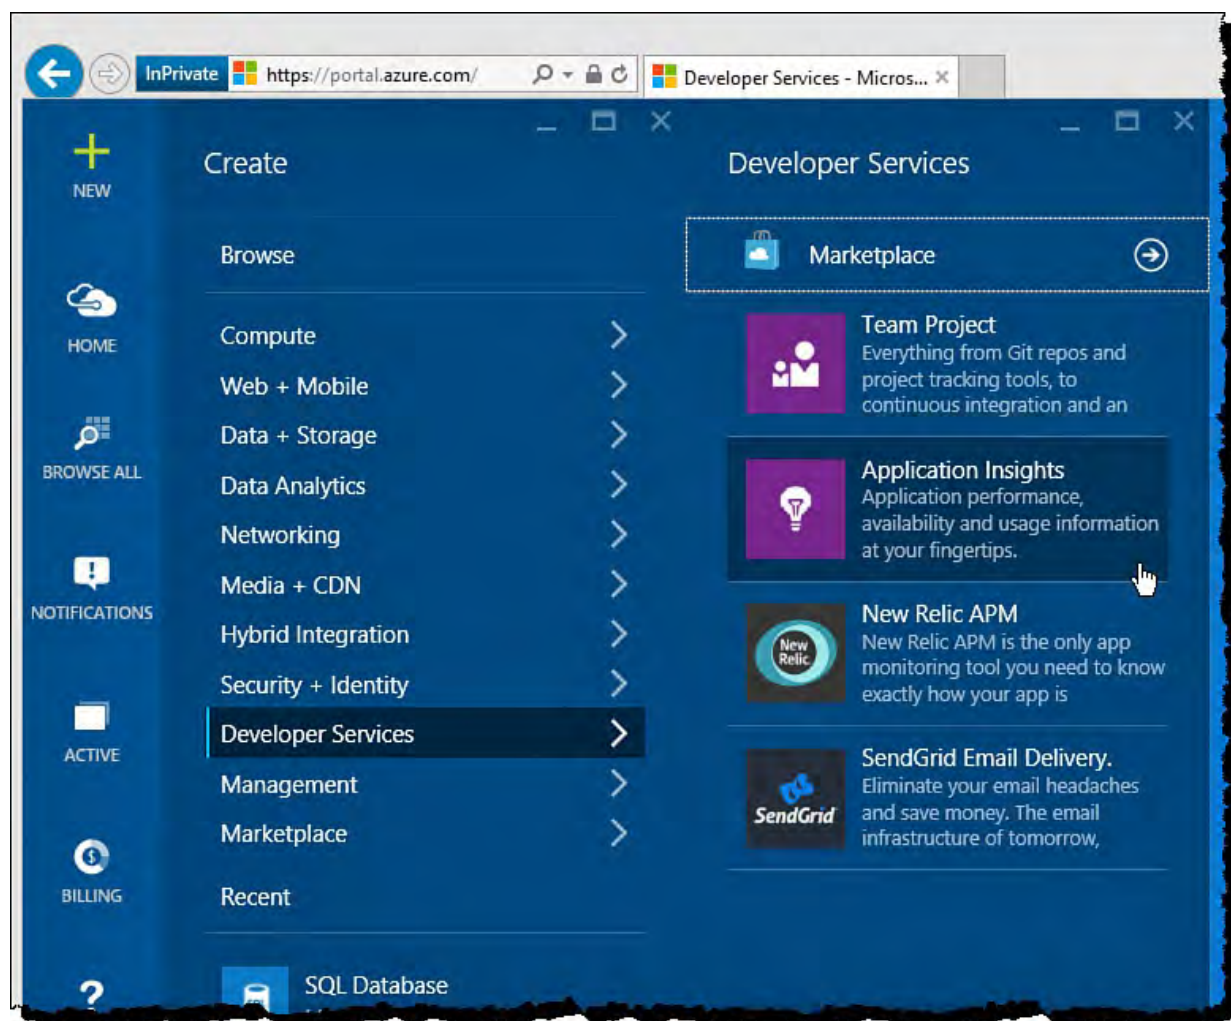 InPrivate
https://portal.azure.com/
Developer Services - Micros...
NEW
HOME
BROWSE ALL
NOTIFICATIONS
ACTIVE
BILLING
?
Create
Browse
Compute
Web + Mobile
Data + Storage
Data Analytics
Networking
Media + CDN
Hybrid Integration
Security + Identity
Developer Services
Management
Marketplace
Recent
SQL Database
Developer Services
Marketplace
Team Project
Everything from Git repos and
project tracking tools, to
continuous integration and an
Application Insights
Application performance,
availability and usage information
at your fingertips.
New Relic
New Relic APM
New Relic APM is the only app
monitoring tool you need to know
exactly how your app is
SendGrid
SendGrid Email Delivery.
Eliminate your email headaches
and save money. The email
infrastructure of tomorrow,